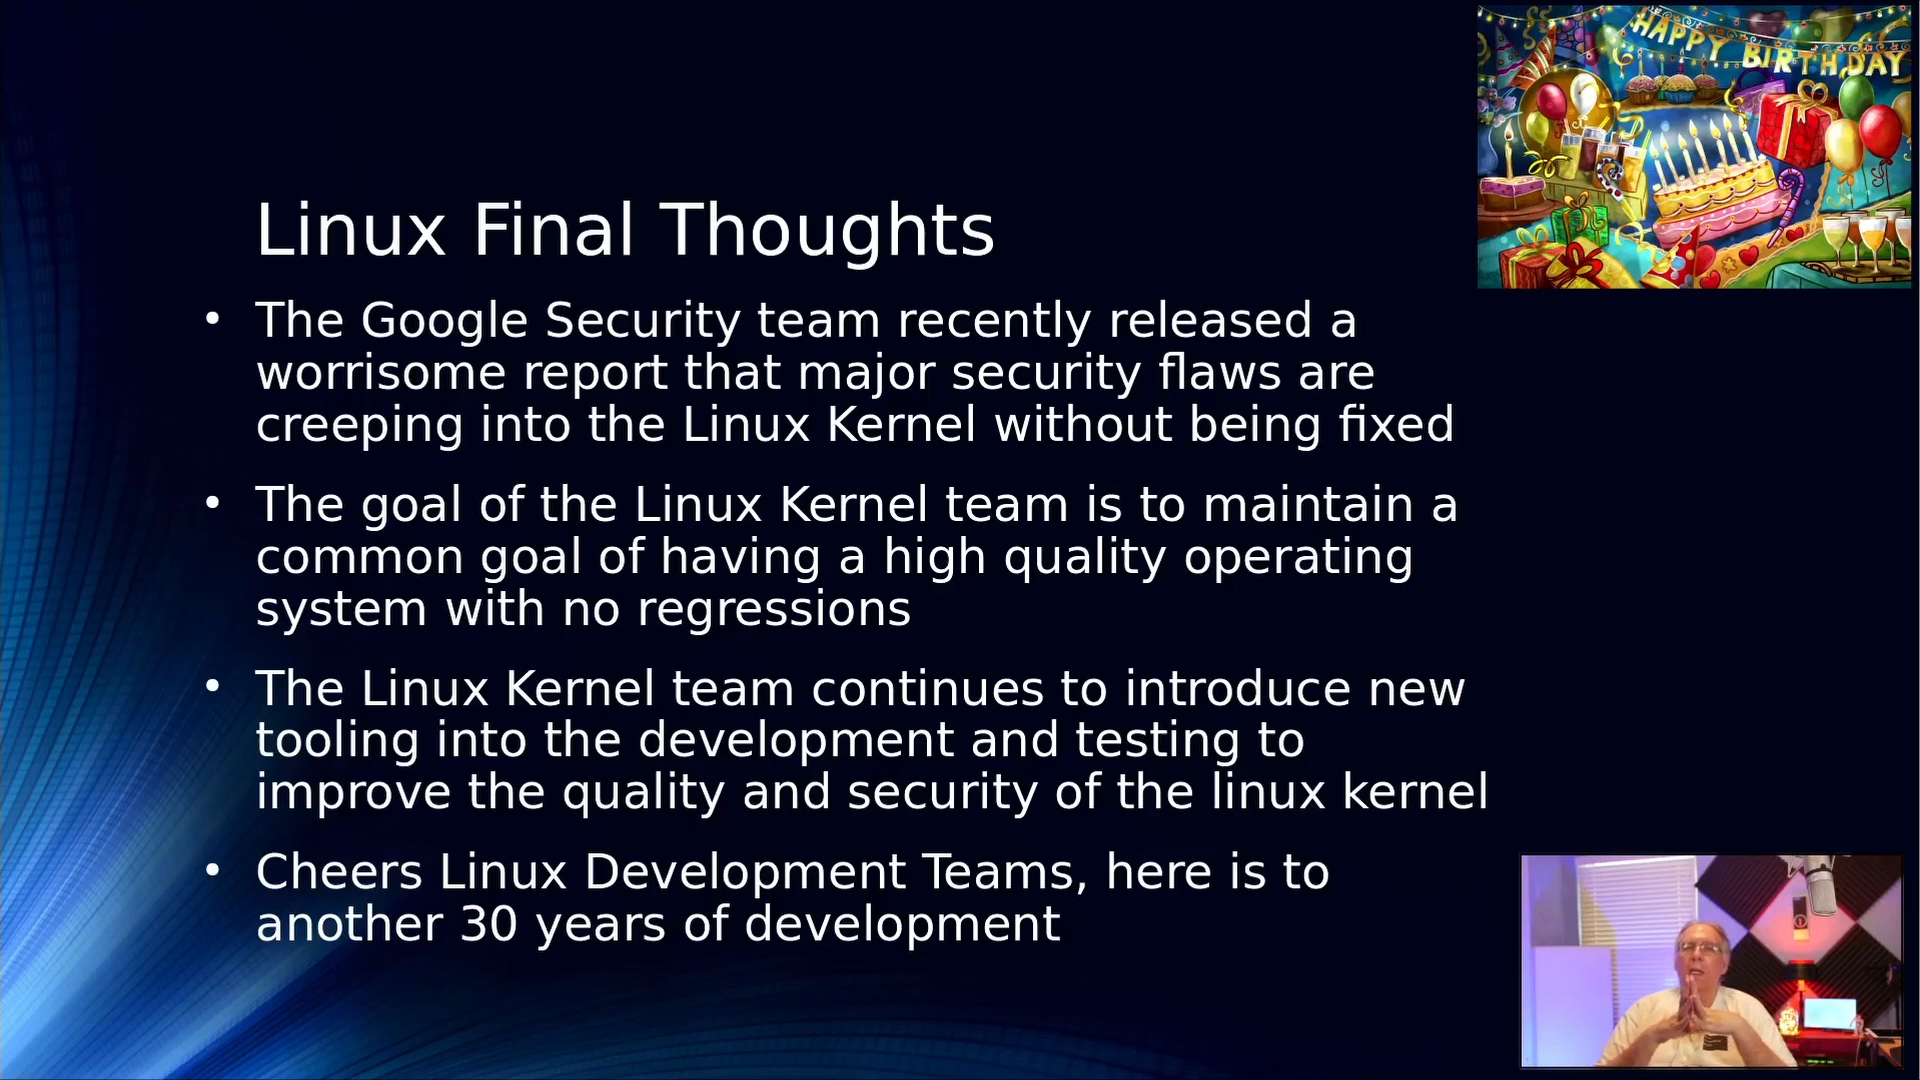 HAPPY BIRTHDAY
Linux Final Thoughts
• The Google Security team recently released a
worrisome report that major security flaws are
creeping into the Linux Kernel without being fixed
• The goal of the Linux Kernel team is to maintain a
common goal of having a high quality operating
system with no regressions
• The Linux Kernel team continues to introduce new
tooling into the development and testing to
improve the quality and security of the linux kernel
• Cheers Linux Development Teams, here is to
another 30 years of development